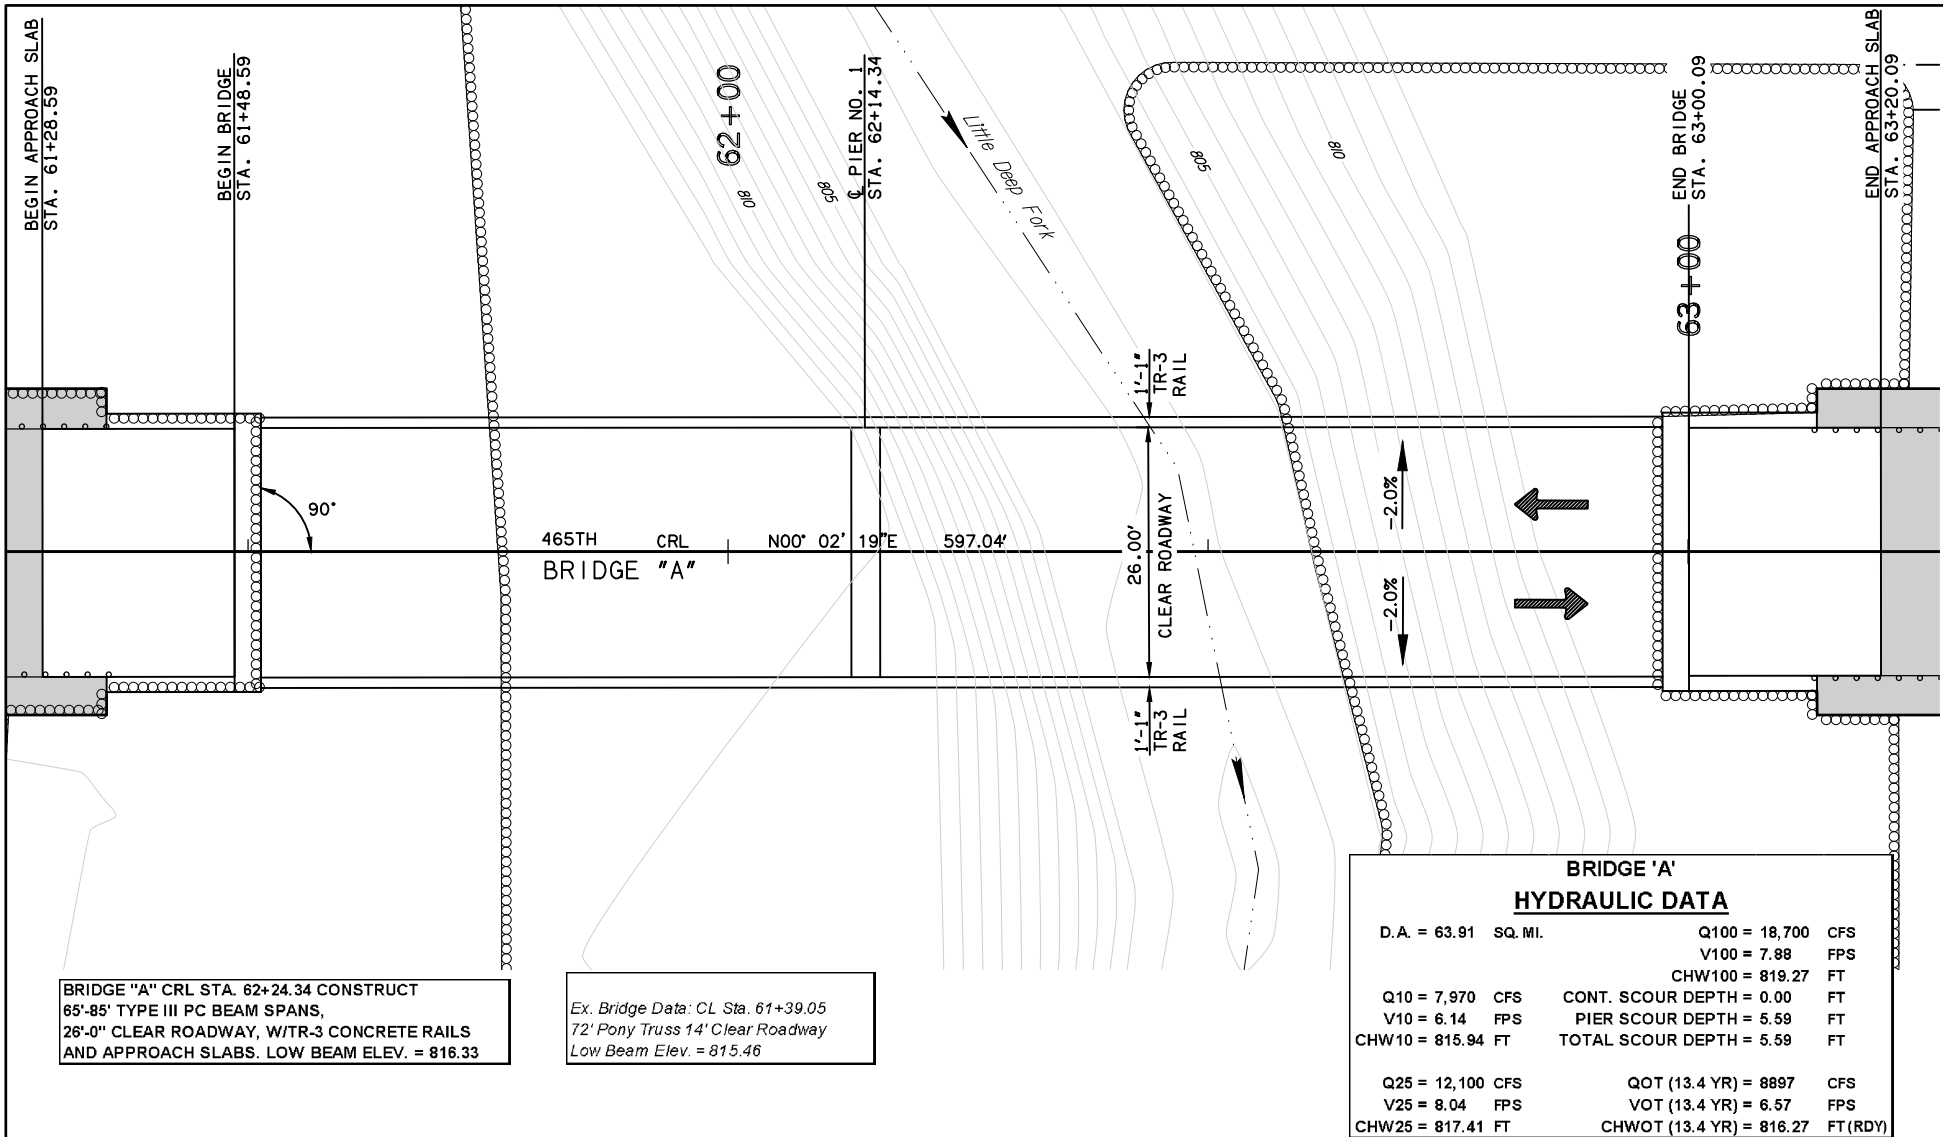 BEGIN APPROACH SLAB
STA. 61+28.59
BEGIN BRIDGE
STA. 61+48.59
62+00
810
805
℄ PIER NO. 1
STA. 62+14.34
Little Deep Fork
805
810
END BRIDGE
STA. 63+00.09
63+00
END APPROACH SLAB
STA. 63+20.09
1'-1"
TR-3
RAIL
90°
465TH CRL N00° 02' 19"E 597.04'
BRIDGE "A"
26.00'
CLEAR ROADWAY
-2.0%
-2.0%
1'-1"
TR-3
RAIL
BRIDGE "A" CRL STA. 62+24.34 CONSTRUCT
65'-85' TYPE III PC BEAM SPANS,
26'-0" CLEAR ROADWAY, W/TR-3 CONCRETE RAILS
AND APPROACH SLABS. LOW BEAM ELEV. = 816.33
Ex. Bridge Data: CL Sta. 61+39.05
72' Pony Truss 14' Clear Roadway
Low Beam Elev. = 815.46
BRIDGE 'A'
HYDRAULIC DATA
D.A. = 63.91 SQ. MI. Q100 = 18,700 CFS
V100 = 7.88 FPS
CHW100 = 819.27 FT
Q10 = 7,970 CFS CONT. SCOUR DEPTH = 0.00 FT
V10 = 6.14 FPS PIER SCOUR DEPTH = 5.59 FT
CHW10 = 815.94 FT TOTAL SCOUR DEPTH = 5.59 FT
Q25 = 12,100 CFS QOT (13.4 YR) = 8897 CFS
V25 = 8.04 FPS VOT (13.4 YR) = 6.57 FPS
CHW25 = 817.41 FT CHWOT (13.4 YR) = 816.27 FT(RDY)